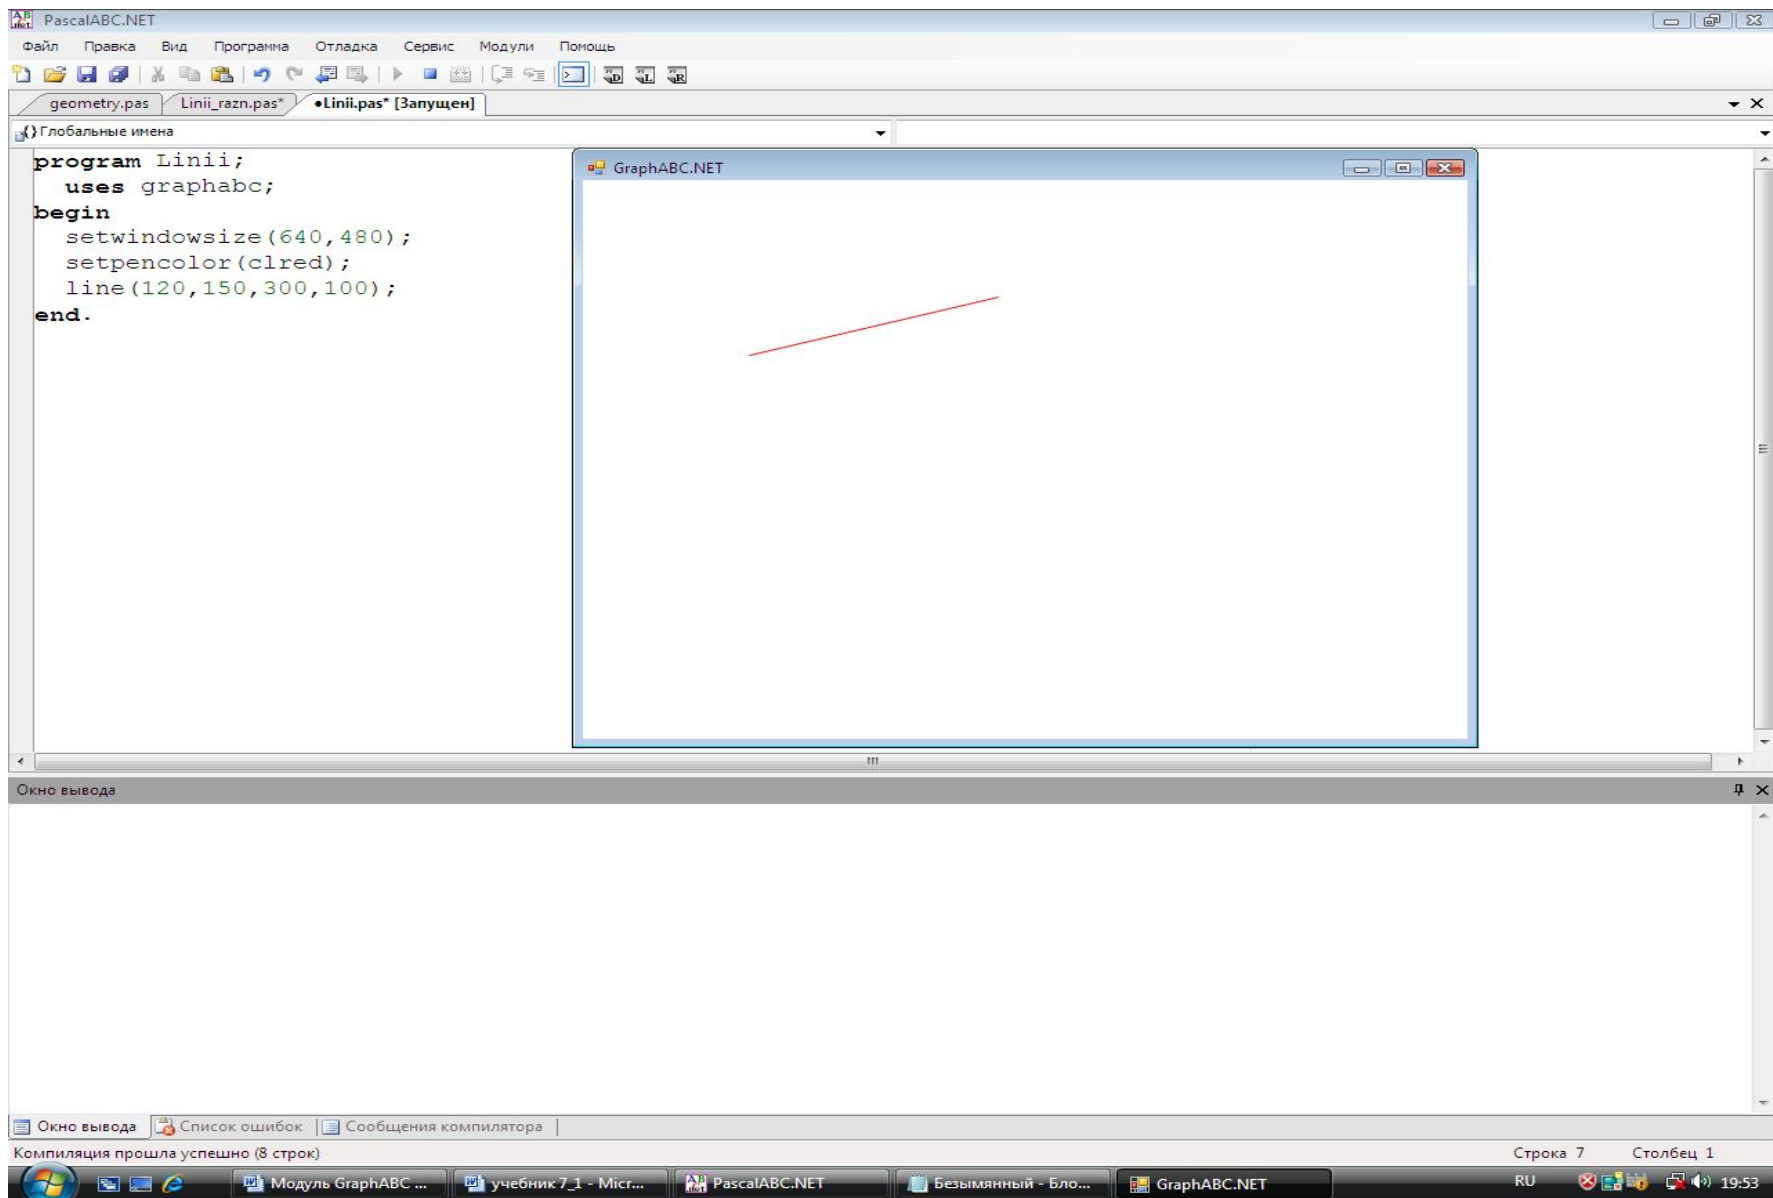 PascalABC.NET
Файл Правка Вид Программа Отладка Сервис Модули Помощь
geometry.pas Linii_razn.pas* •Linii.pas* [Запущен]
Глобальные имена
program Linii;
uses graphabc;
begin
setwindowsize(640,480);
setpencolor(clred);
line(120,150,300,100);
end.
GraphABC.NET
Окно вывода
Окно вывода Список ошибок Сообщения компилятора
Компиляция прошла успешно (8 строк) Строка 7 Столбец 1
Модуль GraphABC ... учебник 7_1 - Micr... PascalABC.NET Безымянный - Бло... GraphABC.NET RU 19:53